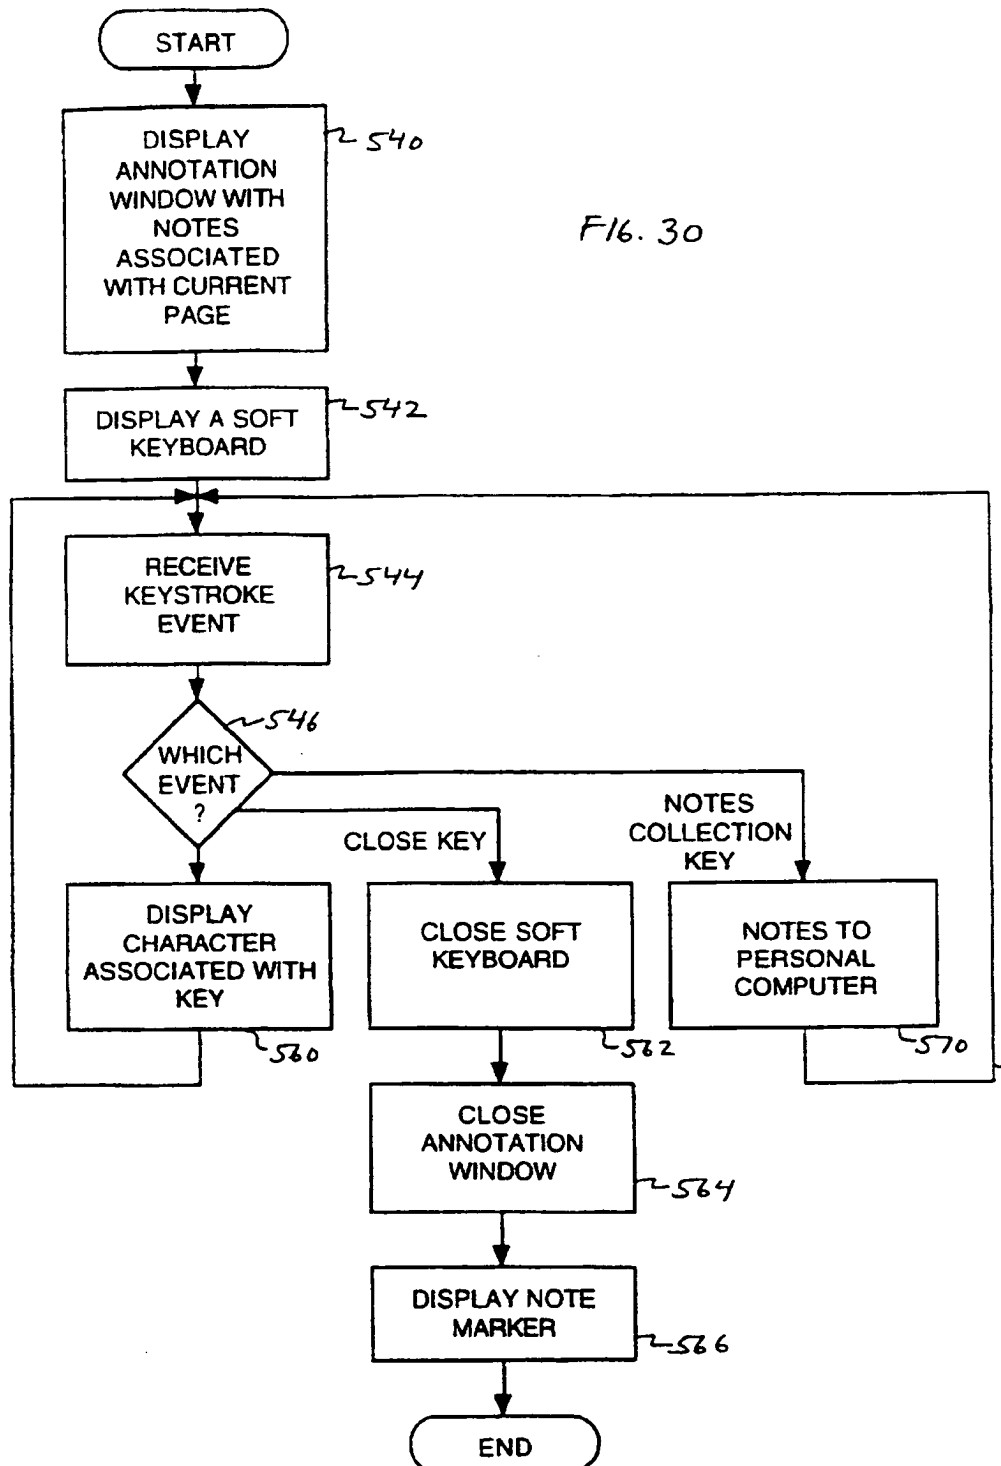 START
DISPLAY
ANNOTATION
WINDOW WITH
NOTES
ASSOCIATED
WITH CURRENT
PAGE
540
FIG. 30
DISPLAY A SOFT
KEYBOARD
542
RECEIVE
KEYSTROKE
EVENT
544
WHICH
EVENT
?
546
CLOSE KEY
NOTES
COLLECTION
KEY
DISPLAY
CHARACTER
ASSOCIATED WITH
KEY
560
CLOSE SOFT
KEYBOARD
562
NOTES TO
PERSONAL
COMPUTER
570
CLOSE
ANNOTATION
WINDOW
564
DISPLAY NOTE
MARKER
566
END